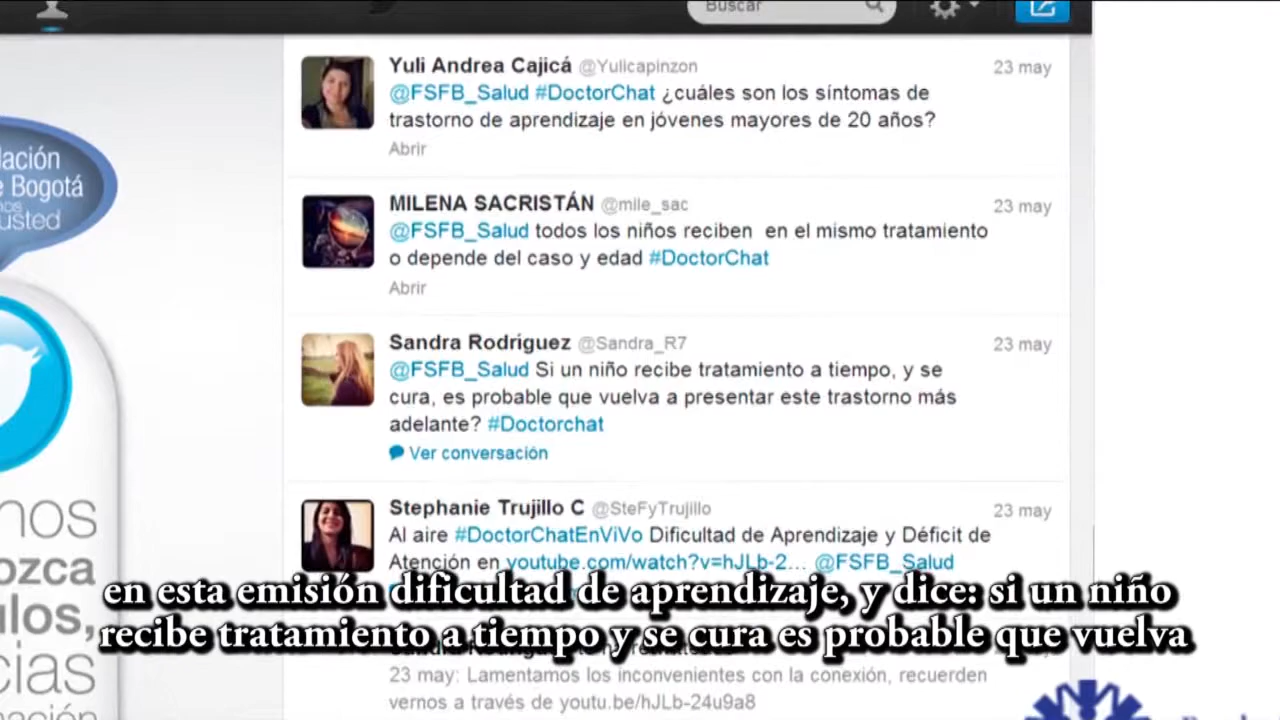 Buscar
Yuli Andrea Cajicá @Yulicapinzon 23 may
@FSFB_Salud #DoctorChat ¿cuáles son los síntomas de
trastorno de aprendizaje en jóvenes mayores de 20 años?
Abrir
MILENA SACRISTÁN @mile_sac 23 may
@FSFB_Salud todos los niños reciben en el mismo tratamiento
o depende del caso y edad #DoctorChat
Abrir
Sandra Rodriguez @Sandra_R7 23 may
@FSFB_Salud Si un niño recibe tratamiento a tiempo, y se
cura, es probable que vuelva a presentar este trastorno más
adelante? #Doctorchat
Ver conversación
Stephanie Trujillo C @SteFyTrujillo 23 may
Al aire #DoctorChatEnViVo Dificultad de Aprendizaje y Déficit de
Atención en youtube.com/watch?v=hJLb-2... @FSFB_Salud
23 may: Lamentamos los inconvenientes con la conexión, recuerden
vernos a través de youtu.be/hJLb-24u9a8
lación
e Bogotá
usted
nos
ozca
ulos,
cias
nación
en esta emisión dificultad de aprendizaje, y dice: si un niño
recibe tratamiento a tiempo y se cura es probable que vuelva